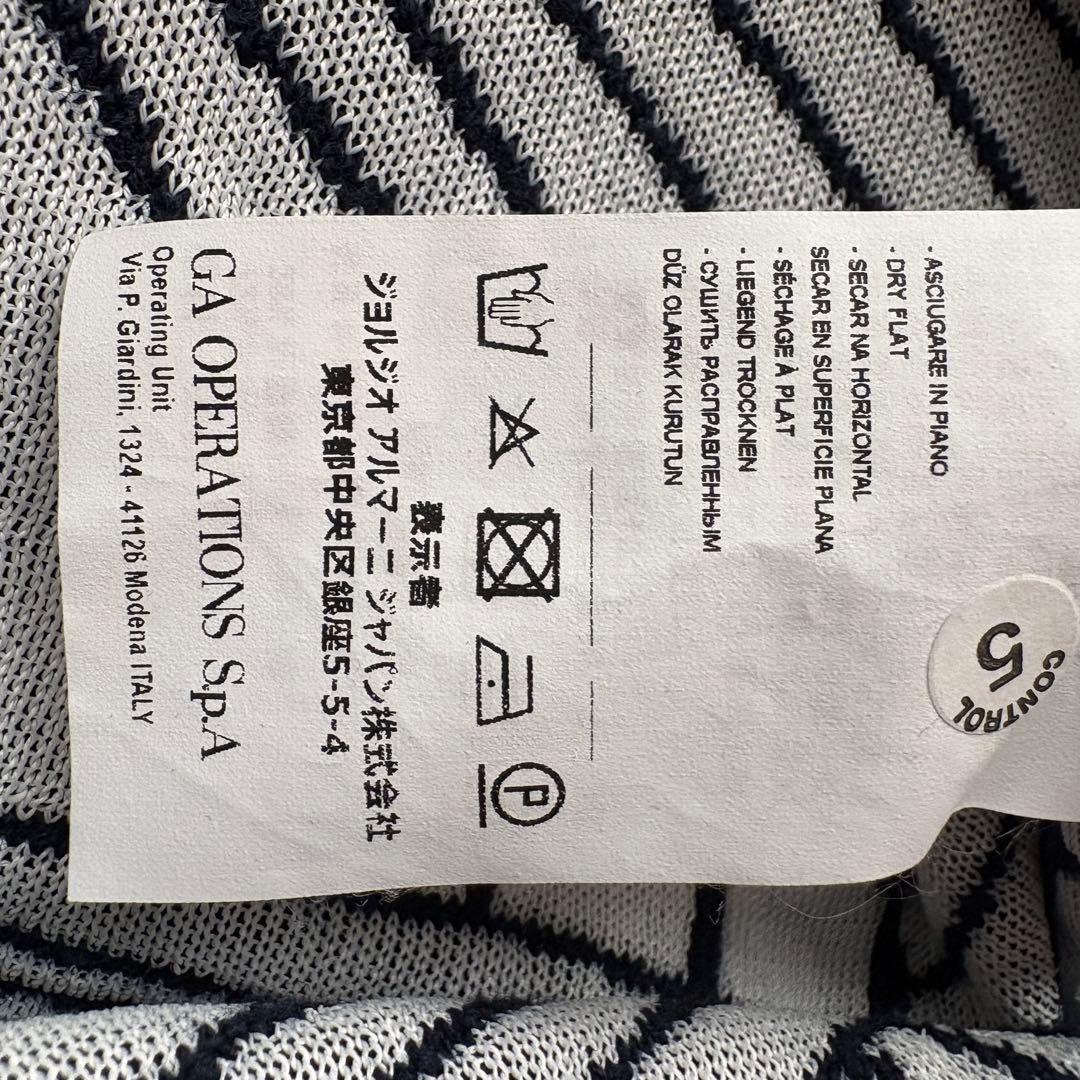 · ASCIUGARE IN PIANO
· DRY FLAT
· SECAR NA HORIZONTAL
SECAR EN SUPERFICIE PLANA
· SÉCHAGE À PLAT
· LIEGEND TROCKNEN
· СУШИТЬ РАСПРАВЛЕННЫМ
DÜZ OLARAK KURUTUN
P
表示者
ジョルジオ アルマーニ ジャパン株式会社
東京都中央区銀座5-5-4
GA OPERATIONS S.p.A
Operating Unit
Via P. Giardini, 1324 - 41126 Modena ITALY
5
CONTROL